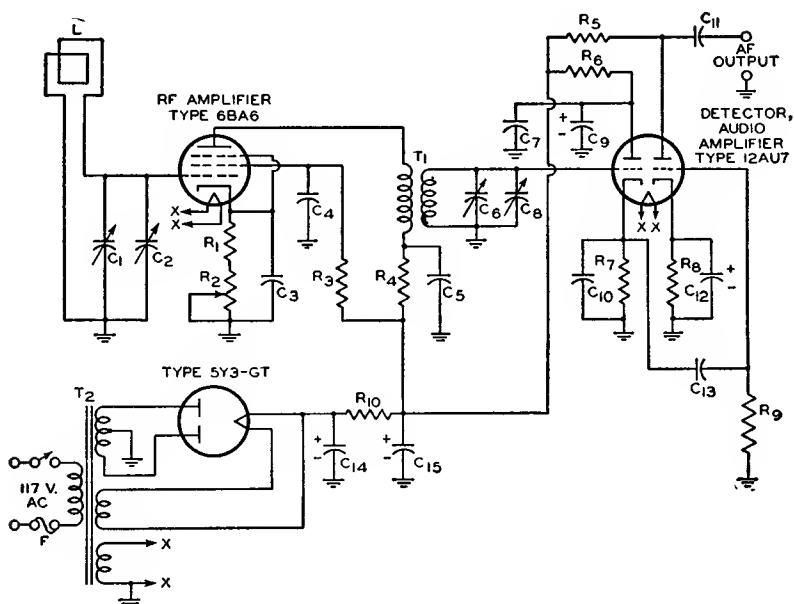 L
RF AMPLIFIER
TYPE 6BA6
R5
C11
AF
OUTPUT
R6
DETECTOR,
AUDIO
AMPLIFIER
TYPE 12AU7
C7
+
-
C9
T1
X
X
C4
C6
C8
X X
C1
C2
R1
R2
C3
R3
R4
C5
C10
R7
R8
C12
+
-
C13
R9
TYPE 5Y3-GT
T2
R10
+
-
C14
+
-
C15
117 V.
AC
F
X
X